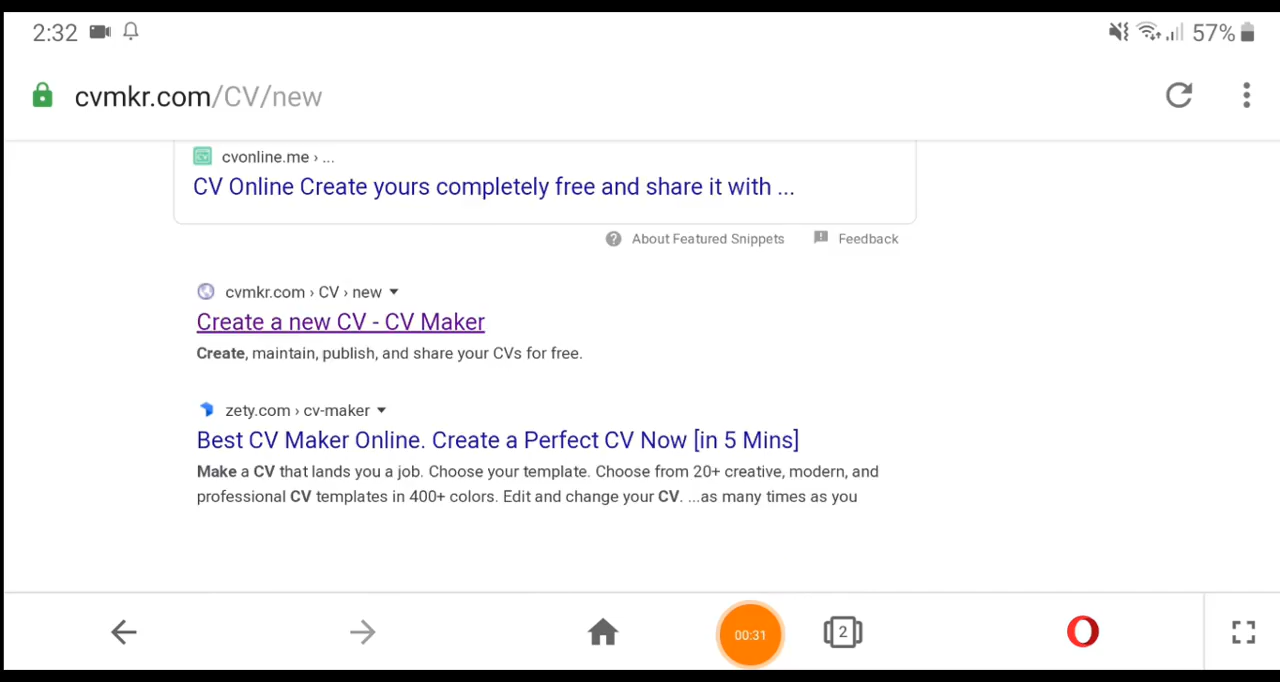 2:32
57%
cvmkr.com/CV/new
cvonline.me › ...
CV Online Create yours completely free and share it with ...
About Featured Snippets
Feedback
cvmkr.com › CV › new
Create a new CV - CV Maker
Create, maintain, publish, and share your CVs for free.
zety.com › cv-maker
Best CV Maker Online. Create a Perfect CV Now [in 5 Mins]
Make a CV that lands you a job. Choose your template. Choose from 20+ creative, modern, and
professional CV templates in 400+ colors. Edit and change your CV. ...as many times as you
00:31
2